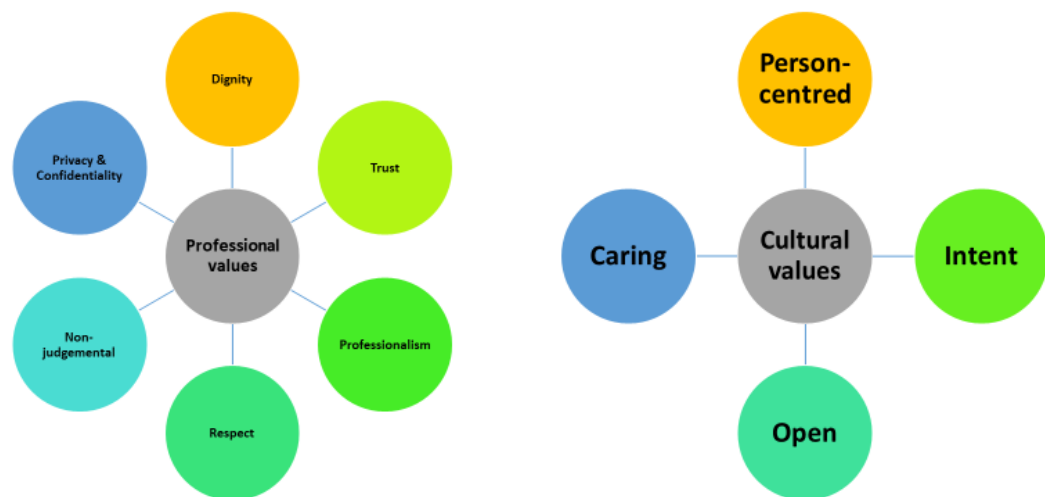 Dignity
Trust
Professionalism
Respect
Non-
judgemental
Privacy &
Confidentiality
Professional
values
Person-
centred
Intent
Open
Caring
Cultural
values